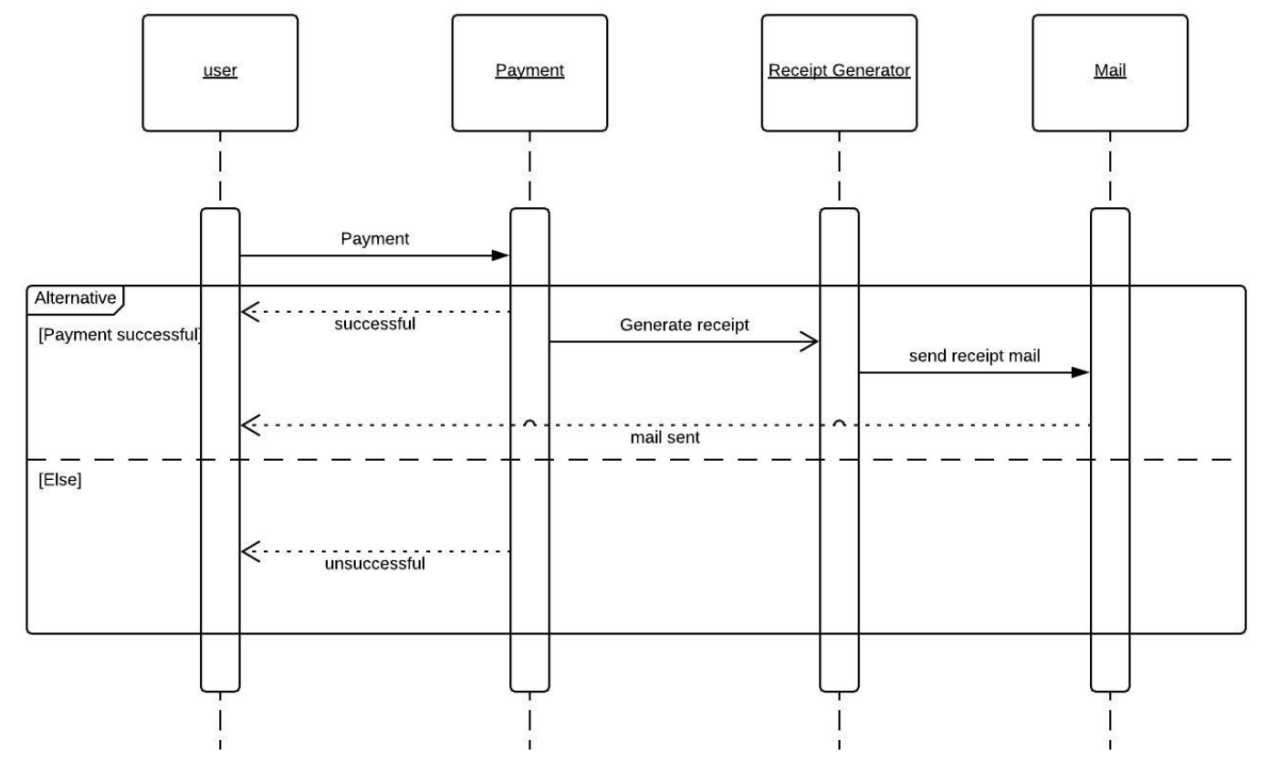 user
Payment
Receipt Generator
Mail
Payment
Alternative
[Payment successful]
successful
Generate receipt
send receipt mail
mail sent
[Else]
unsuccessful